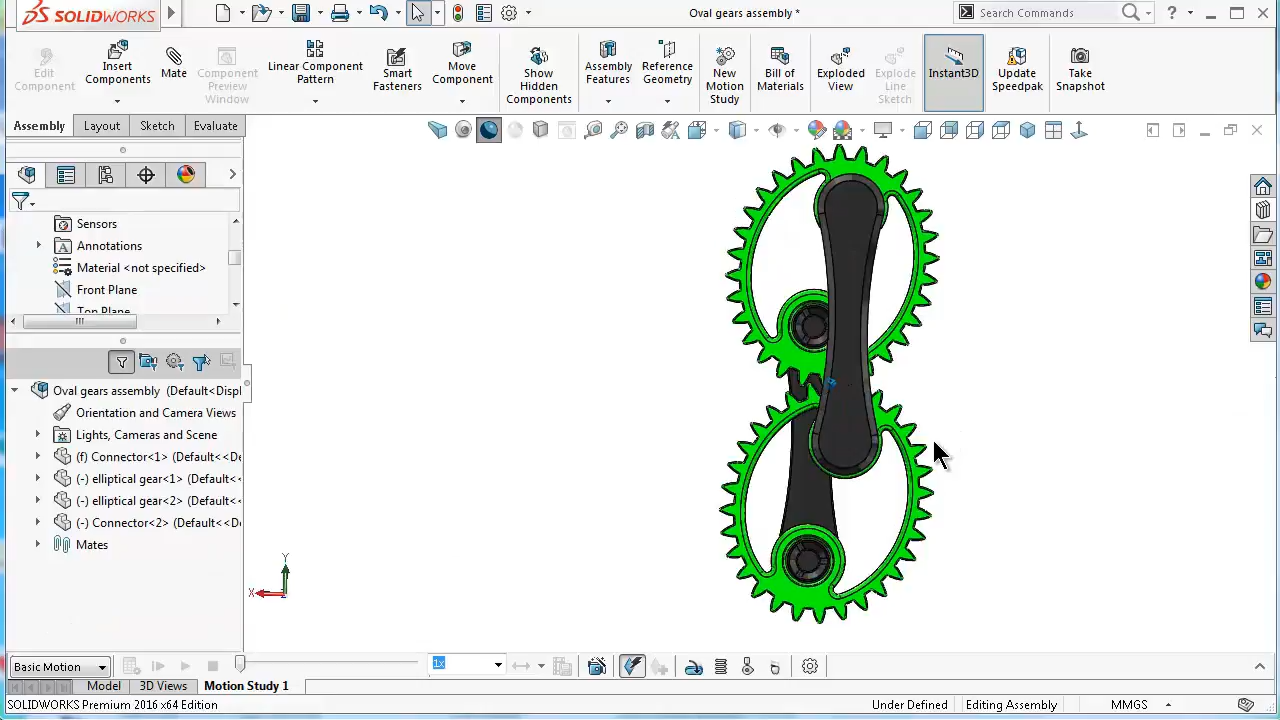 SOLIDWORKS
Oval gears assembly *
Search Commands
Edit
Component
Insert
Components
Mate
Component
Preview
Window
Linear Component
Pattern
Smart
Fasteners
Move
Component
Show
Hidden
Components
Assembly
Features
Reference
Geometry
New
Motion
Study
Bill of
Materials
Exploded
View
Explode
Line
Sketch
Instant3D
Update
Speedpak
Take
Snapshot
Assembly
Layout
Sketch
Evaluate
Sensors
Annotations
Material <not specified>
Front Plane
Oval gears assembly (Default<Displ
Orientation and Camera Views
Lights, Cameras and Scene
(f) Connector<1> (Default<<De
(-) elliptical gear<1> (Default<<
(-) elliptical gear<2> (Default<<
(-) Connector<2> (Default<<D
Mates
Y
X
Basic Motion
1x
Model
3D Views
Motion Study 1
SOLIDWORKS Premium 2016 x64 Edition
Under Defined
Editing Assembly
MMGS